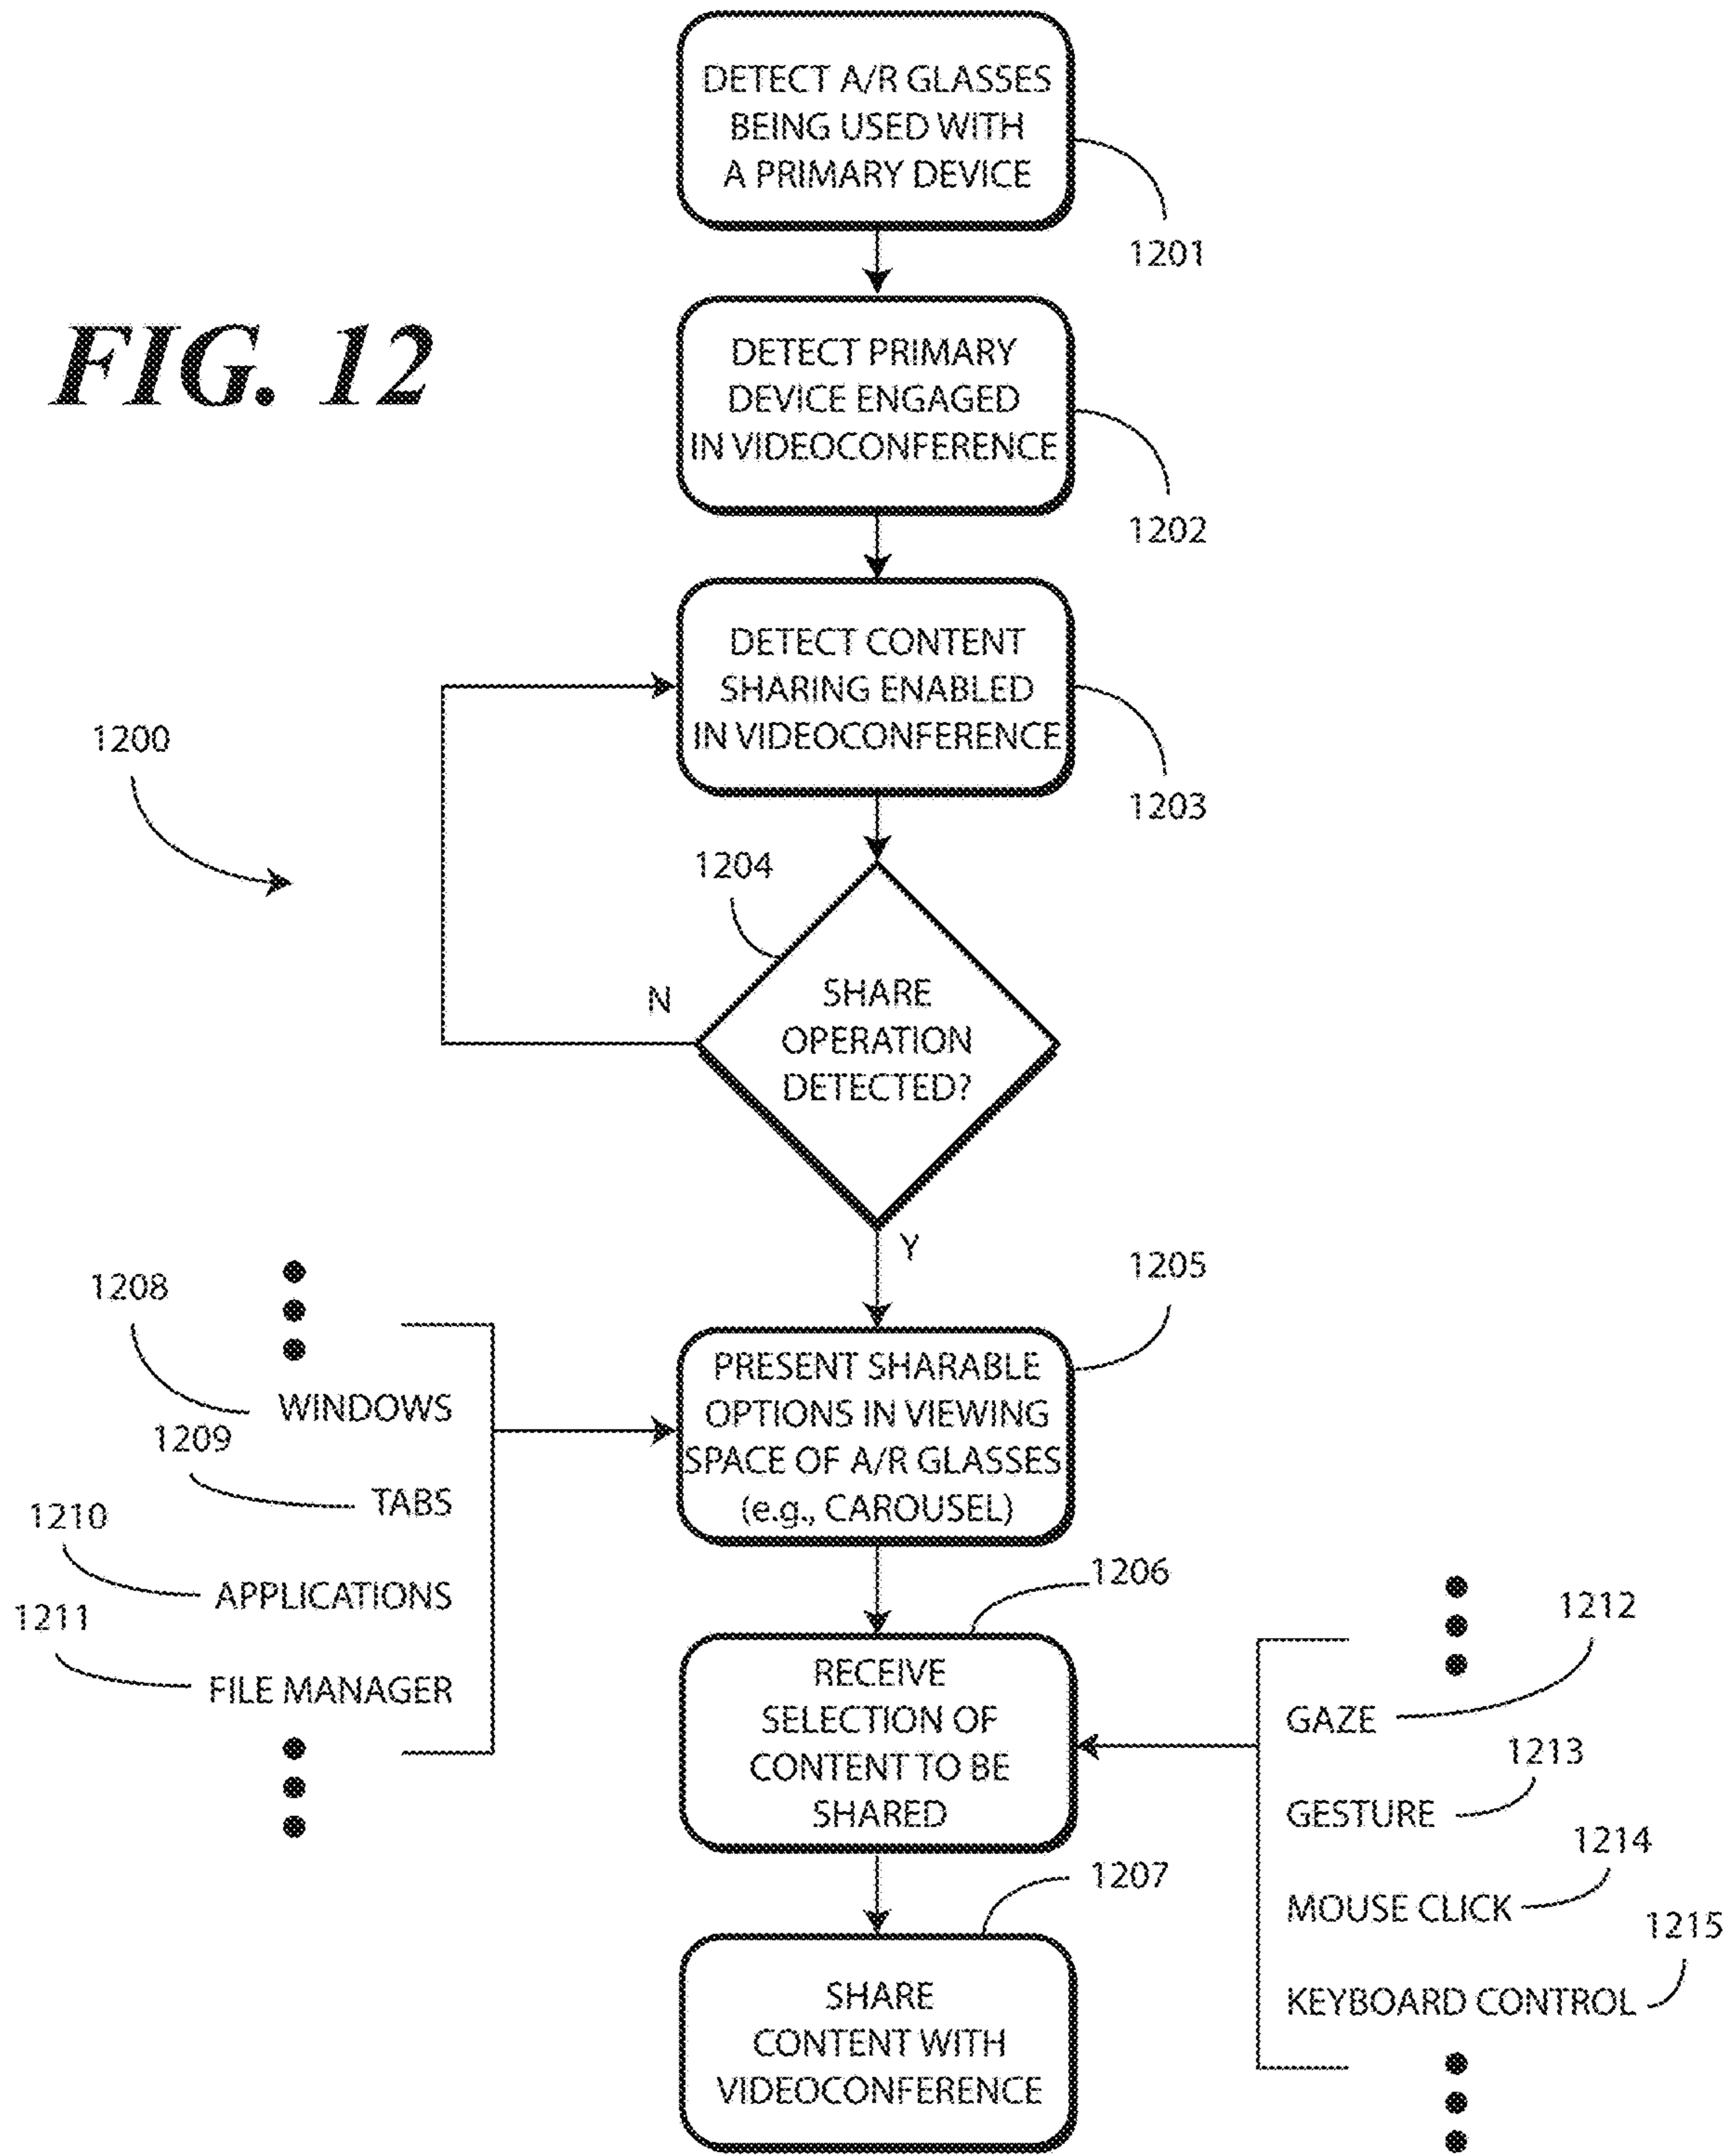 DETECT A/R GLASSES
BEING USED WITH
A PRIMARY DEVICE
1201
FIG. 12
DETECT PRIMARY
DEVICE ENGAGED
IN VIDEOCONFERENCE
1202
DETECT CONTENT
SHARING ENABLED
IN VIDEOCONFERENCE
1203
1200
1204
SHARE
OPERATION
DETECTED?
N
Y
1205
PRESENT SHARABLE
OPTIONS IN VIEWING
SPACE OF A/R GLASSES
(e.g., CAROUSEL)
1208
WINDOWS
1209
TABS
1210
APPLICATIONS
1211
FILE MANAGER
1206
RECEIVE
SELECTION OF
CONTENT TO BE
SHARED
1212
GAZE
1213
GESTURE
1214
MOUSE CLICK
1215
KEYBOARD CONTROL
1207
SHARE
CONTENT WITH
VIDEOCONFERENCE